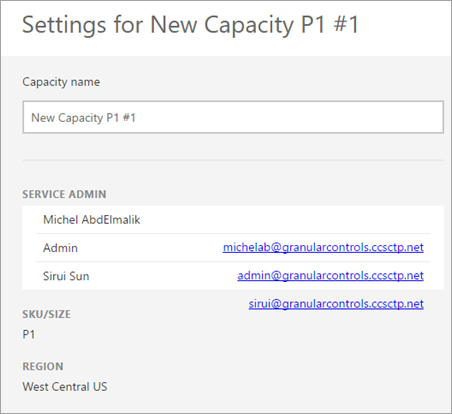 Settings for New Capacity P1 #1
Capacity name
New Capacity P1 #1
SERVICE ADMIN
Michel AbdElmalik
Admin michelab@granularcontrols.ccsctp.net
Sirui Sun admin@granularcontrols.ccsctp.net
sirui@granularcontrols.ccsctp.net
SKU/SIZE
P1
REGION
West Central US